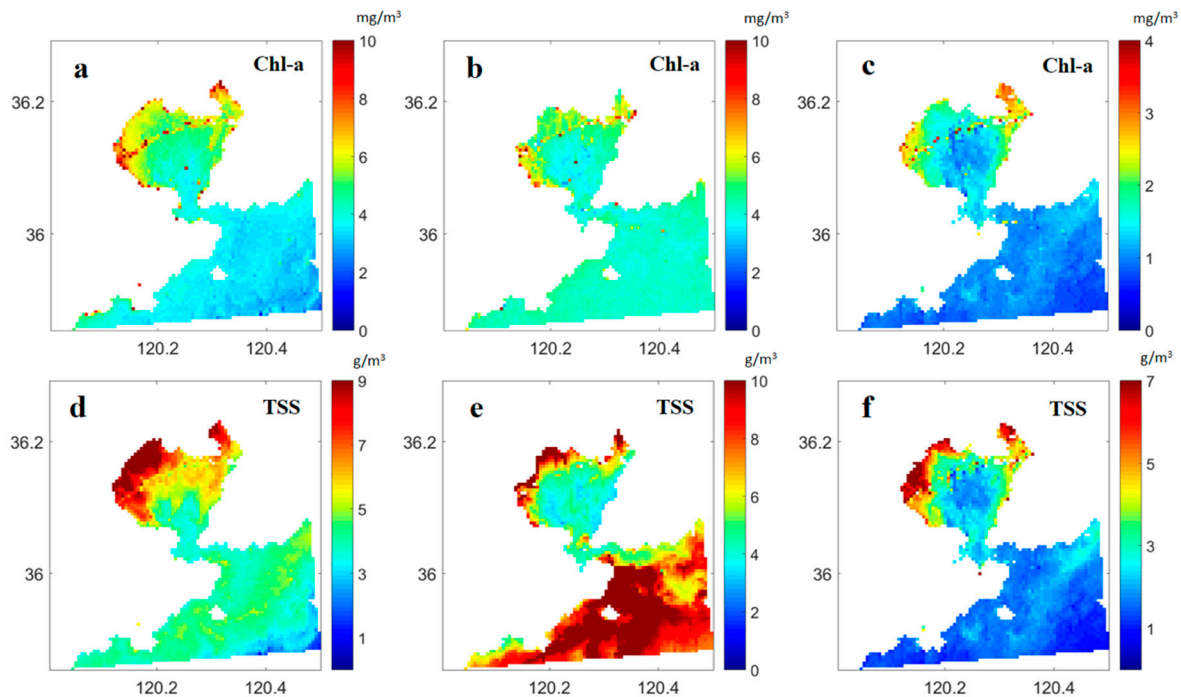 mg/m³ mg/m³ mg/m³
a Chl-a 10 b Chl-a 10 c Chl-a 4
36.2 8 36.2 8 36.2 3
6 6
4 4 2
36 36 36
2 2 1
0 0 0
120.2 120.4 120.2 120.4 120.2 120.4
g/m³ g/m³ g/m³
d TSS 9 e TSS 10 f TSS 7
36.2 7 36.2 8 36.2 5
5 6
3 4 3
36 36 36
1 2 1
0
120.2 120.4 120.2 120.4 120.2 120.4